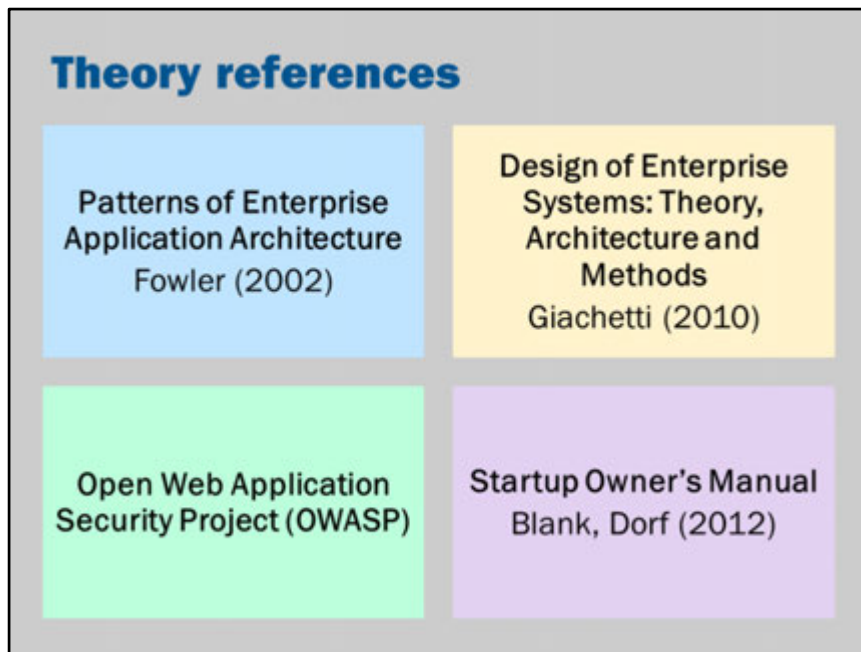 Theory references
Patterns of Enterprise
Application Architecture
Fowler (2002)
Design of Enterprise
Systems: Theory,
Architecture and
Methods
Giachetti (2010)
Open Web Application
Security Project (OWASP)
Startup Owner's Manual
Blank, Dorf (2012)